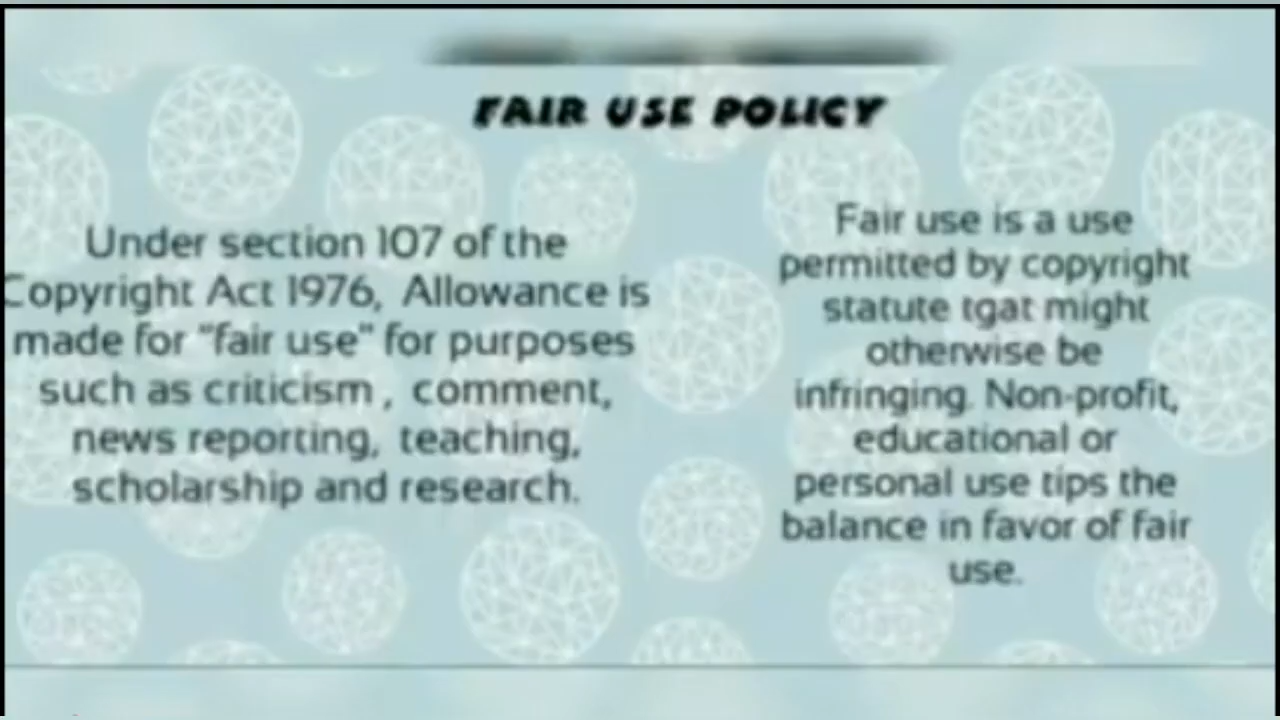 FAIR USE POLICY
Under section 107 of the
Copyright Act 1976, Allowance is
made for "fair use" for purposes
such as criticism , comment,
news reporting, teaching,
scholarship and research.
Fair use is a use
permitted by copyright
statute tgat might
otherwise be
infringing. Non-profit,
educational or
personal use tips the
balance in favor of fair
use.